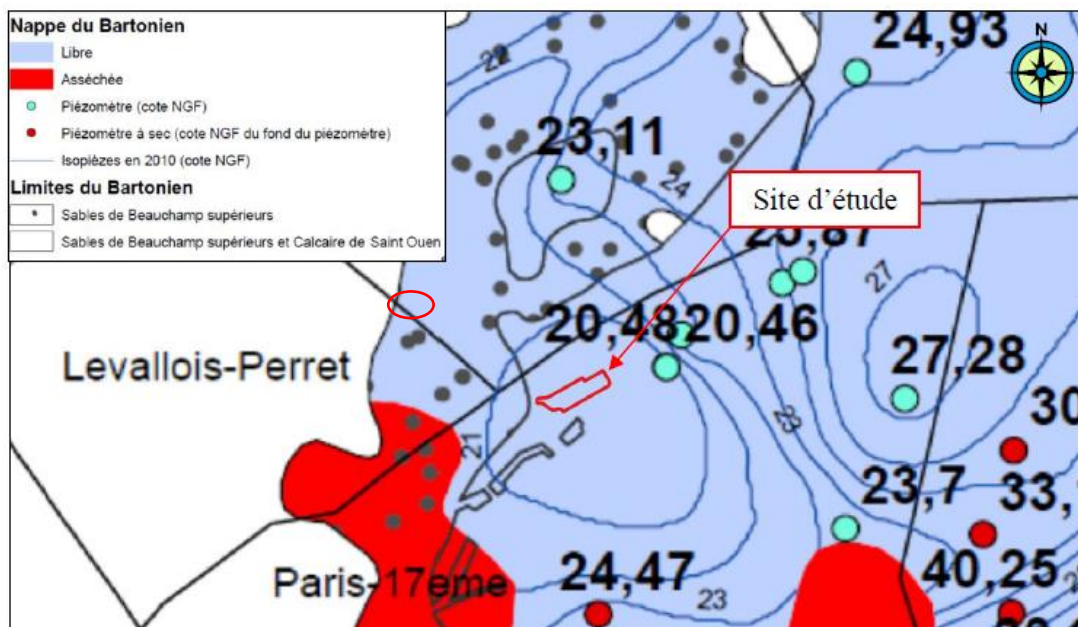 Nappe du Bartonien
Libre
Asséchée
Piézomètre (cote NGF)
Piézomètre à sec (cote NGF du fond du piézomètre)
Isopièzes en 2010 (cote NGF)
Limites du Bartonien
Sables de Beauchamp supérieurs
Sables de Beauchamp supérieurs et Calcaire de Saint Ouen
N
24,93
22
23,11
24
Site d'étude
27
20,48
20,46
Levallois-Perret
27,28
30
23
21
23,7
33,
Paris-17eme
24,47
23
40,25